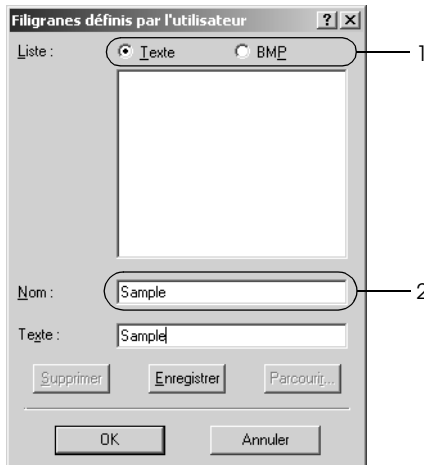 Filigranes définis par l'utilisateur
Liste : Texte BMP 1
Nom : Sample 2
Texte : Sample
Supprimer Enregistrer Parcourir...
OK Annuler